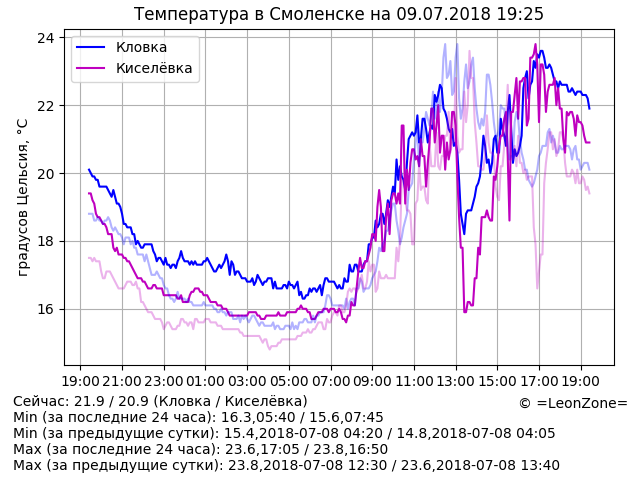 Температура в Смоленске на 09.07.2018 19:25
Кловка
Киселёвка
градусов Цельсия, °C
24
22
20
18
16
19:00 21:00 23:00 01:00 03:00 05:00 07:00 09:00 11:00 13:00 15:00 17:00 19:00
Сейчас: 21.9 / 20.9 (Кловка / Киселёвка)
© =LeonZone=
Min (за последние 24 часа): 16.3,05:40 / 15.6,07:45
Min (за предыдущие сутки): 15.4,2018-07-08 04:20 / 14.8,2018-07-08 04:05
Max (за последние 24 часа): 23.6,17:05 / 23.8,16:50
Max (за предыдущие сутки): 23.8,2018-07-08 12:30 / 23.6,2018-07-08 13:40